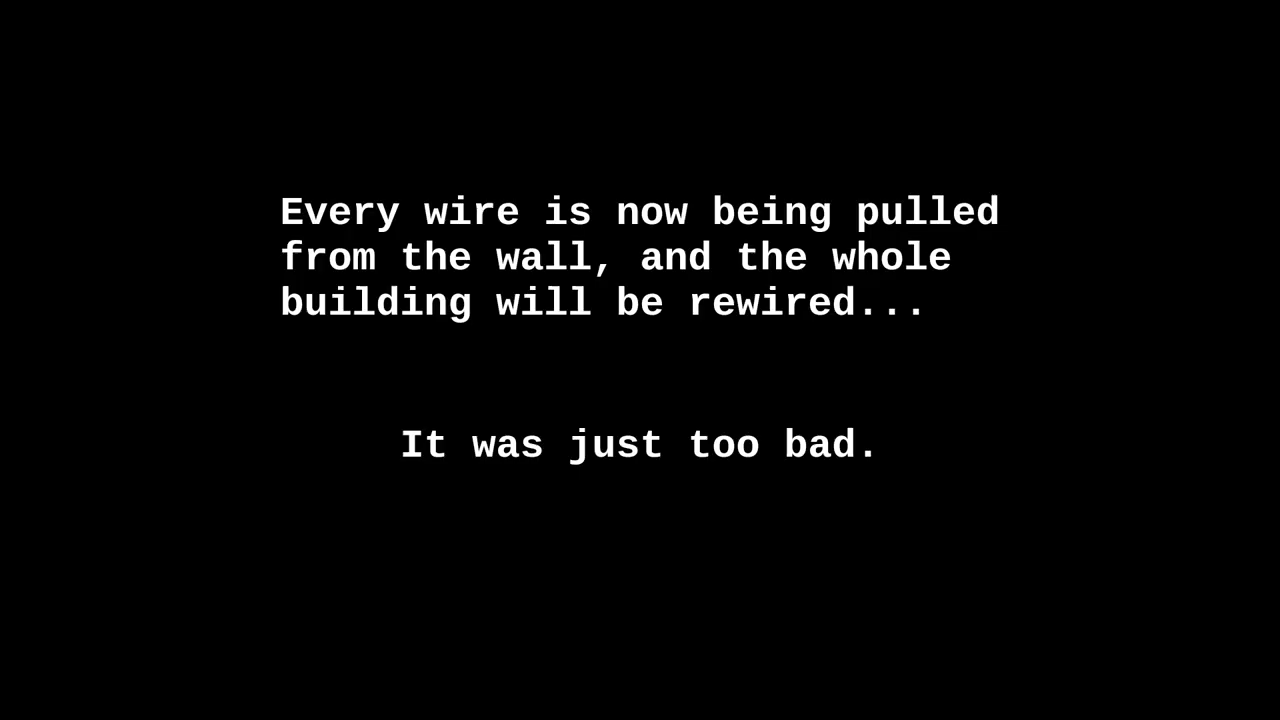 Every wire is now being pulled
from the wall, and the whole
building will be rewired...
It was just too bad.